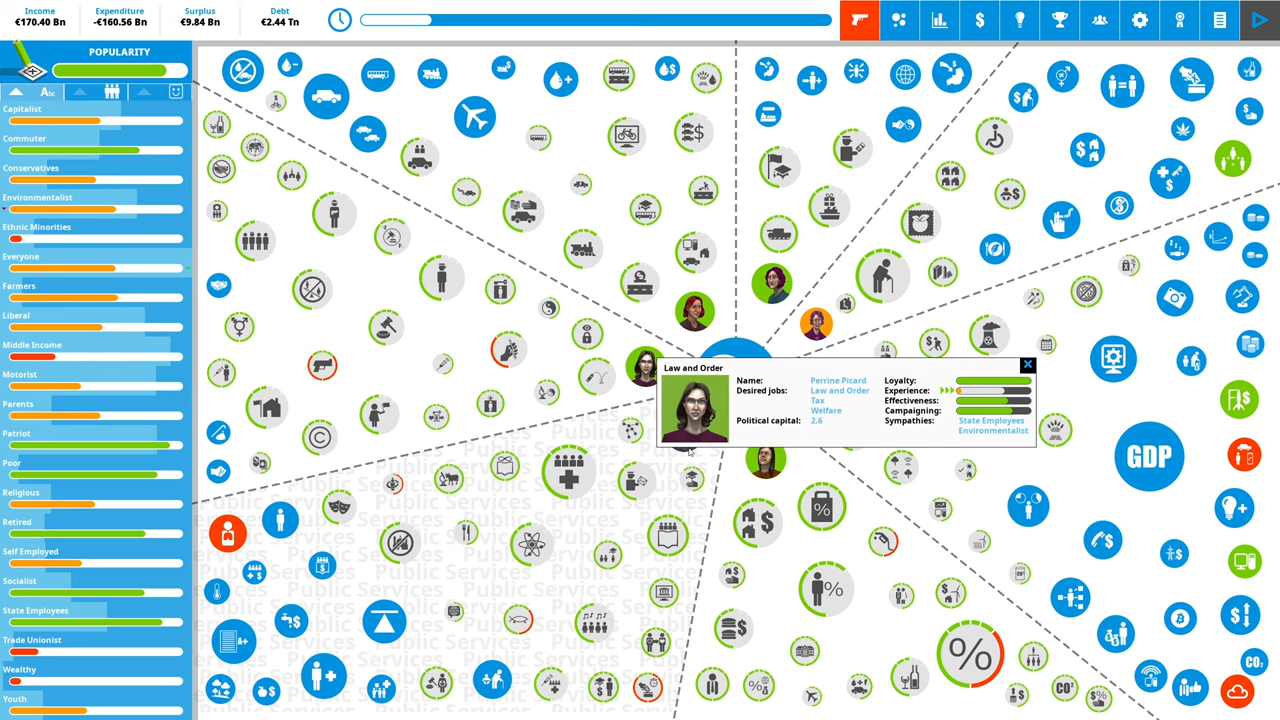 Income
€170.40 Bn
Expenditure
-€160.56 Bn
Surplus
€9.84 Bn
Debt
€2.44 Tn
POPULARITY
Abc
Capitalist
Commuter
Conservatives
Environmentalist
Ethnic Minorities
Everyone
Farmers
Liberal
Middle Income
Motorist
Parents
Patriot
Poor
Religious
Retired
Self Employed
Socialist
State Employees
Trade Unionist
Wealthy
Youth
Law and Order
Name: Perrine Picard
Desired jobs: Law and Order
Tax
Welfare
Political capital: 2.6
Loyalty:
Experience:
Effectiveness:
Campaigning:
Sympathies: State Employees
Environmentalist
GDP
Public Services
CO₂
CO²
A+